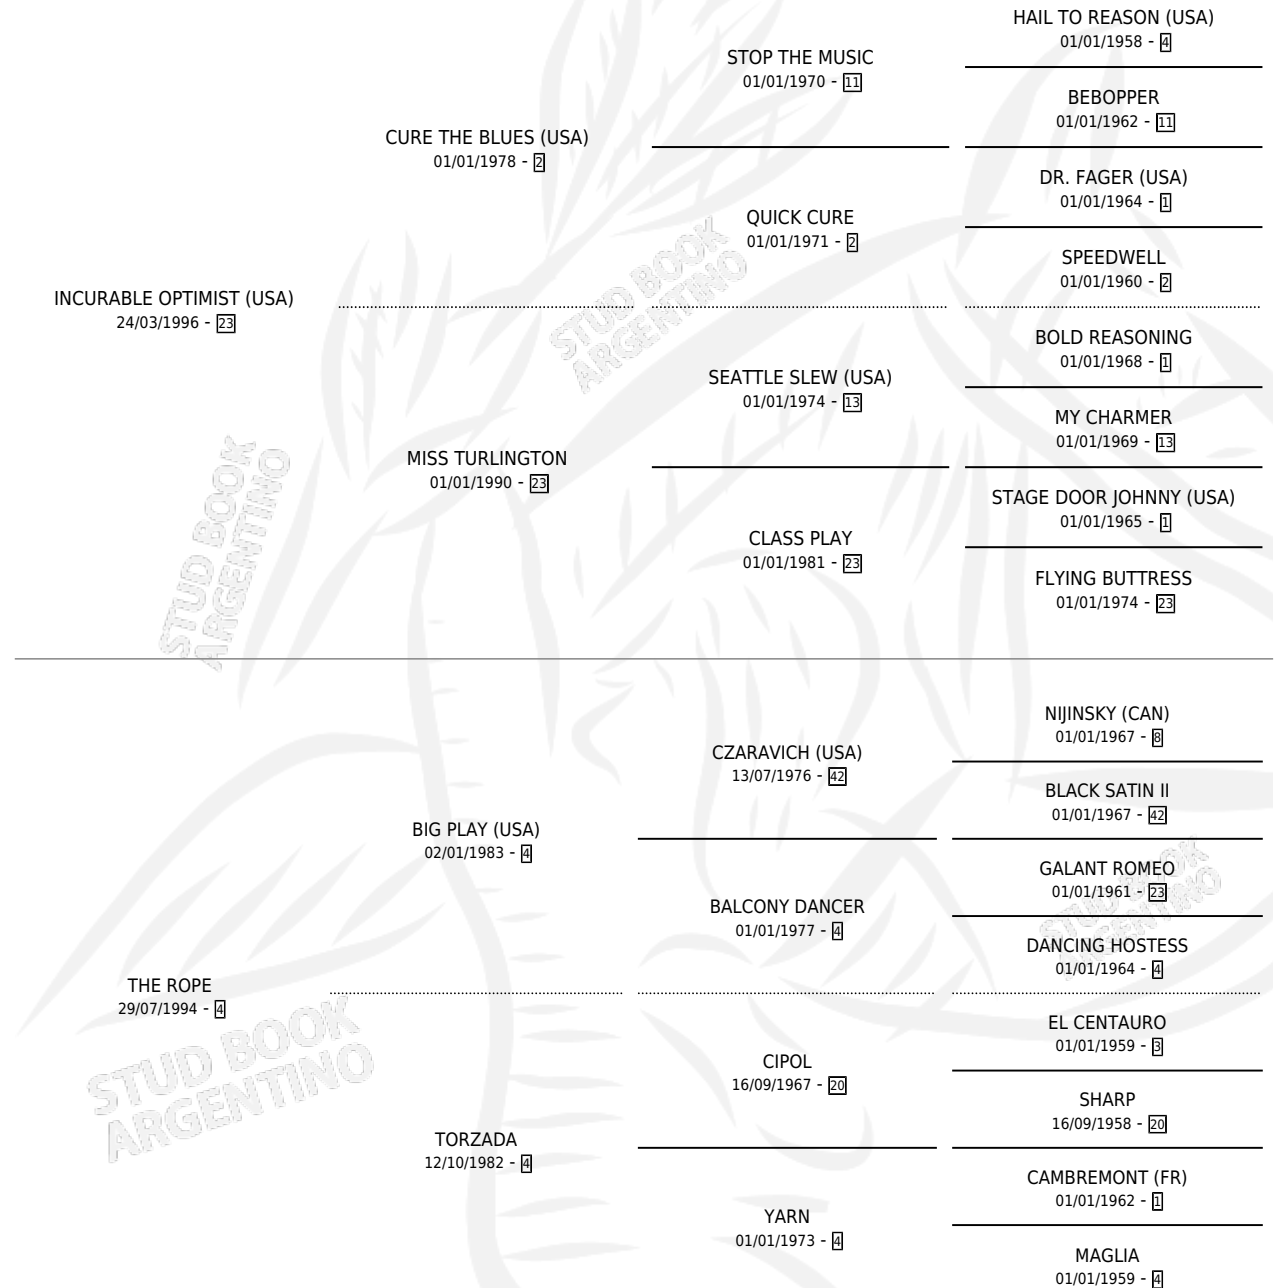 INCURABLE OPTIMIST (USA)
24/03/1996 - 23
CURE THE BLUES (USA)
01/01/1978 - 2
STOP THE MUSIC
01/01/1970 - 11
HAIL TO REASON (USA)
01/01/1958 - 4
BEBOPPER
01/01/1962 - 11
QUICK CURE
01/01/1971 - 2
DR. FAGER (USA)
01/01/1964 - 1
SPEEDWELL
01/01/1960 - 2
MISS TURLINGTON
01/01/1990 - 23
SEATTLE SLEW (USA)
01/01/1974 - 13
BOLD REASONING
01/01/1968 - 1
MY CHARMER
01/01/1969 - 13
CLASS PLAY
01/01/1981 - 23
STAGE DOOR JOHNNY (USA)
01/01/1965 - 1
FLYING BUTTRESS
01/01/1974 - 23
THE ROPE
29/07/1994 - 4
BIG PLAY (USA)
02/01/1983 - 4
CZARAVICH (USA)
13/07/1976 - 42
NIJINSKY (CAN)
01/01/1967 - 8
BLACK SATIN II
01/01/1967 - 42
BALCONY DANCER
01/01/1977 - 4
GALANT ROMEO
01/01/1961 - 23
DANCING HOSTESS
01/01/1964 - 4
TORZADA
12/10/1982 - 4
CIPOL
16/09/1967 - 20
EL CENTAURO
01/01/1959 - 3
SHARP
16/09/1958 - 20
YARN
01/01/1973 - 4
CAMBREMONT (FR)
01/01/1962 - 1
MAGLIA
01/01/1959 - 4
STUD BOOK
ARGENTINO
STUD BOOK
ARGENTINO
STUD BOOK
ARGENTINO
STUD BOOK
ARGENTINO